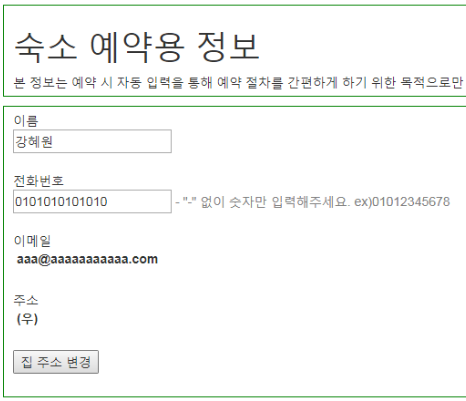 숙소 예약용 정보
본 정보는 예약 시 자동 입력을 통해 예약 절차를 간편하게 하기 위한 목적으로만
이름
강혜원
전화번호
0101010101010 - "-" 없이 숫자만 입력해주세요. ex)01012345678
이메일
aaa@aaaaaaaaaaa.com
주소
(우)
집 주소 변경